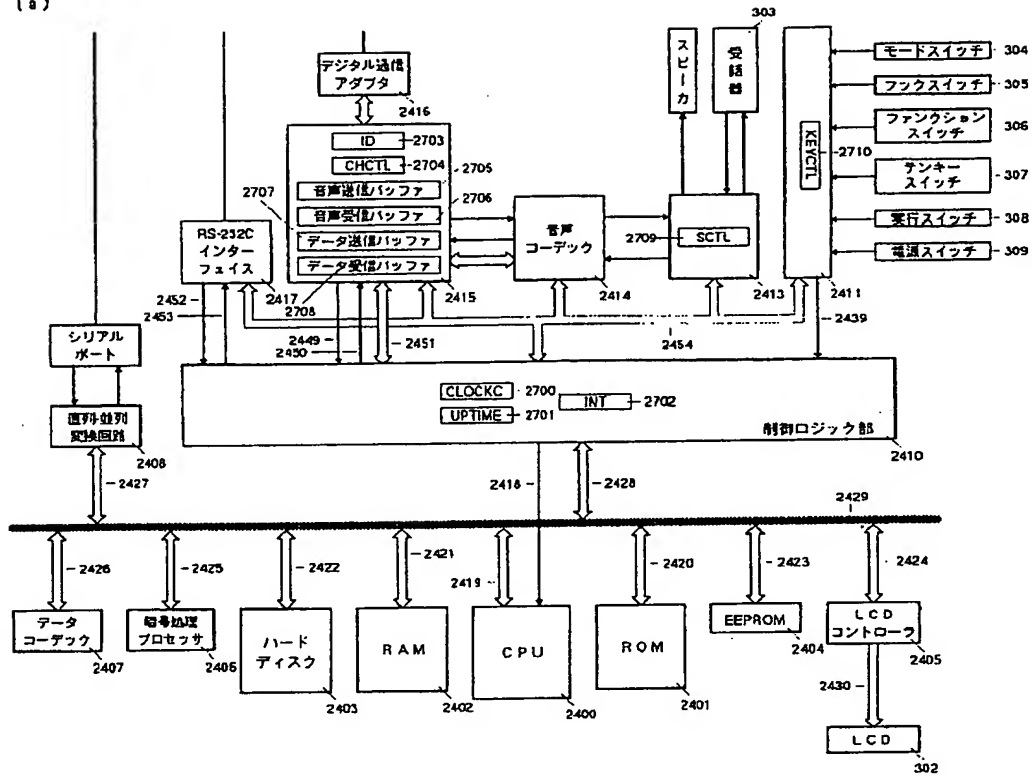 (a)
303
スピーカ
受話器
デジタル通信
アダプタ
2416
モードスイッチ
304
フックスイッチ
305
ファンクション
スイッチ
306
テンキー
スイッチ
307
実行スイッチ
308
電源スイッチ
309
KEYCTL
2710
2411
ID
2703
CHCTL
2704
音声送信バッファ
2705
音声受信バッファ
2706
データ送信バッファ
2707
データ受信バッファ
2708
2415
音声
コーデック
2414
SCTL
2709
2413
RS-232C
インター
フェイス
2417
2452
2453
2449
2450
2451
2454
2439
シリアル
ポート
直列-並列
変換回路
2408
2427
CLOCKC
2700
UPTIME
2701
INT
2702
制御ロジック部
2410
2418
2428
2429
2426
2425
2422
2421
2419
2420
2423
2424
データ
コーデック
2407
暗号処理
プロセッサ
2406
ハード
ディスク
2403
RAM
2402
CPU
2400
ROM
2401
EEPROM
2404
LCD
コントローラ
2405
2430
LCD
302